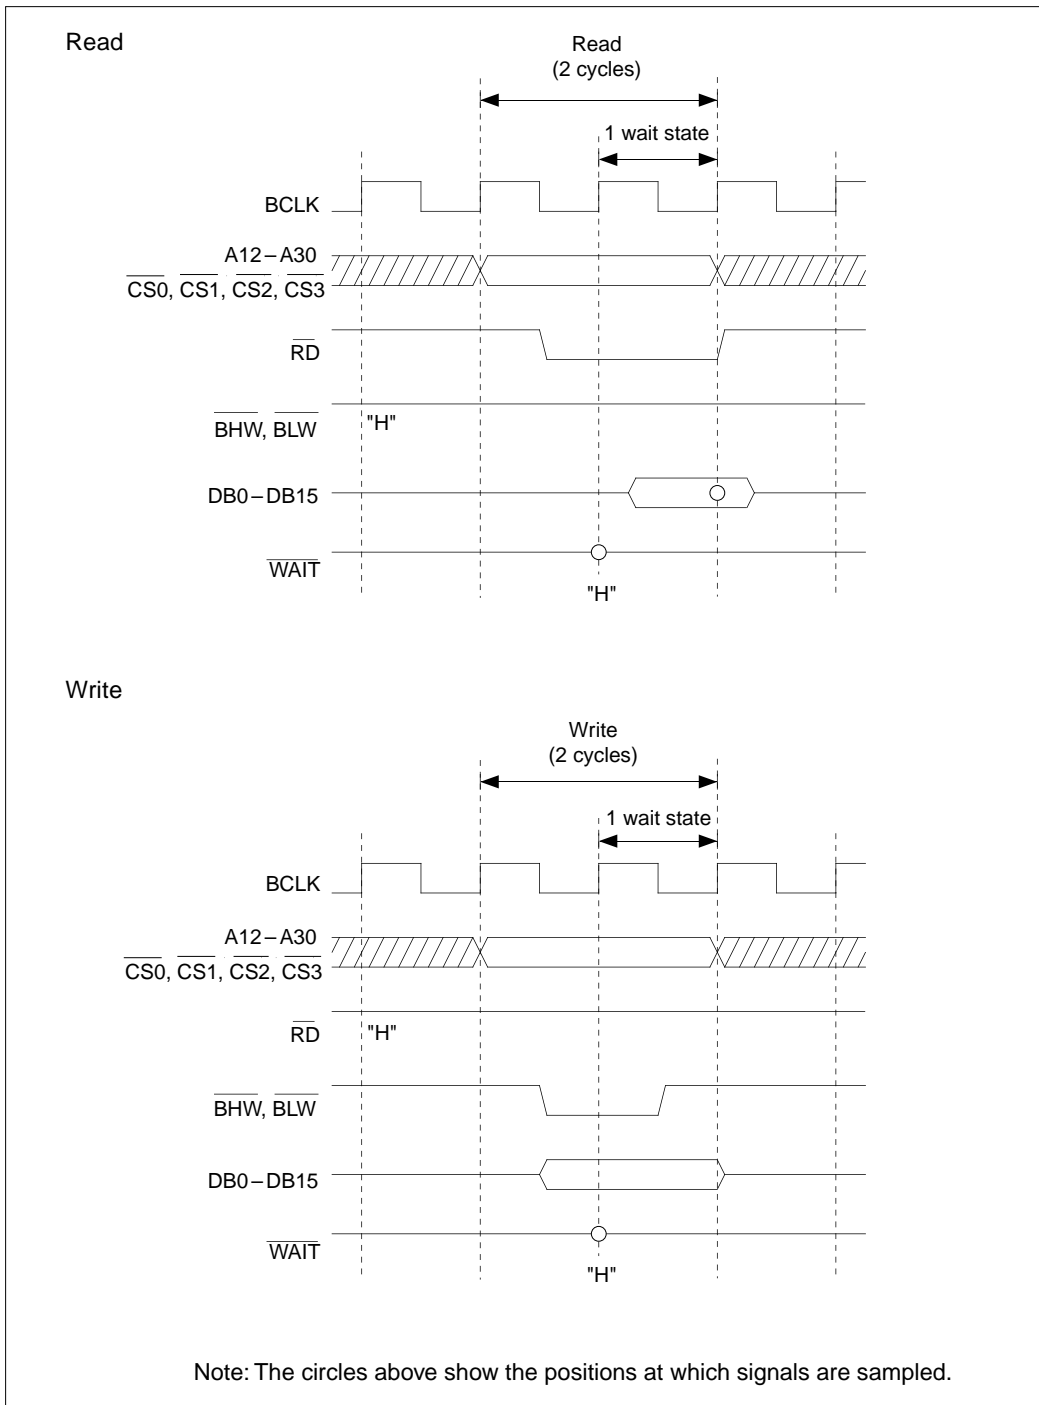 Read
Read
(2 cycles)
1 wait state
BCLK
A12–A30
CS0, CS1, CS2, CS3
RD
BHW, BLW
"H"
DB0–DB15
WAIT
"H"
Write
Write
(2 cycles)
1 wait state
BCLK
A12–A30
CS0, CS1, CS2, CS3
RD
"H"
BHW, BLW
DB0–DB15
WAIT
"H"
Note: The circles above show the positions at which signals are sampled.